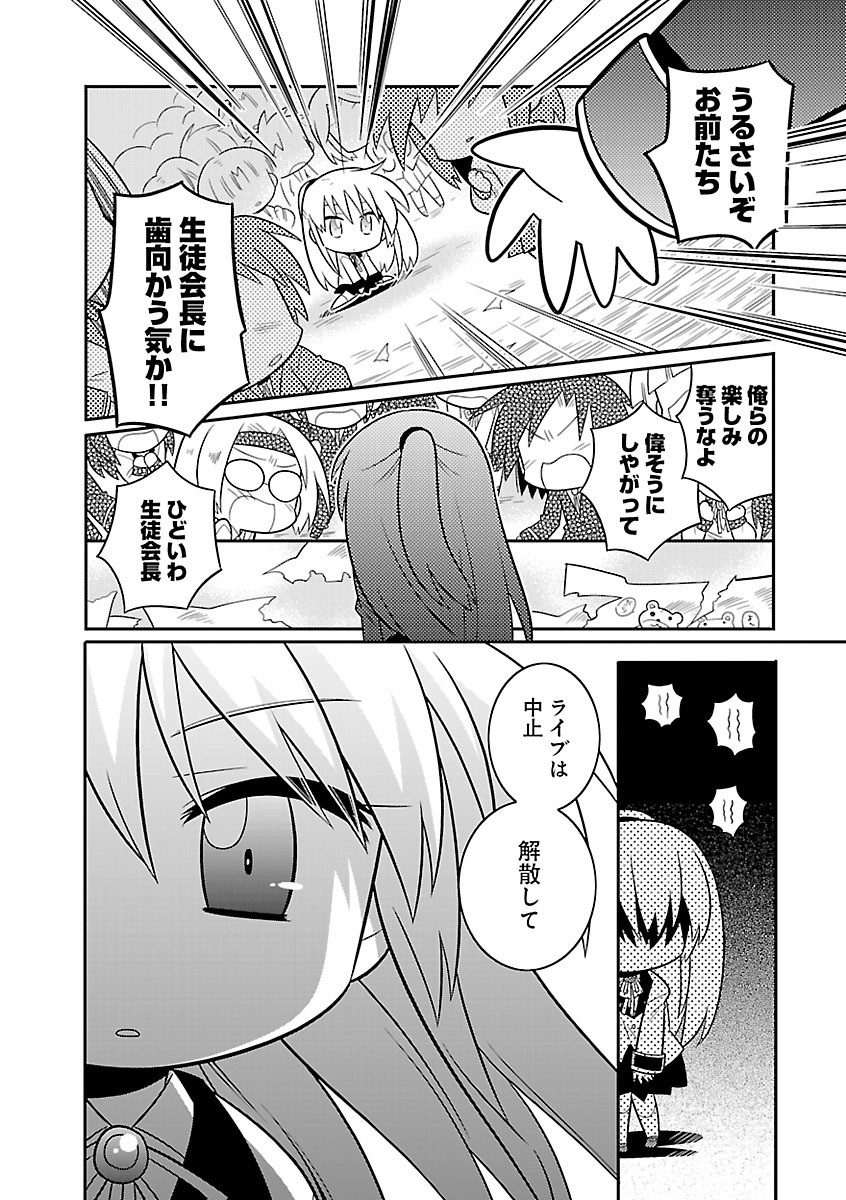 うるさいぞ
お前たち
生徒会長に
歯向かう気か!!
俺らの
楽しみ
奪うなよ
偉そうに
しやがって
ひどいわ
生徒会長
ライブは
中止
解散して